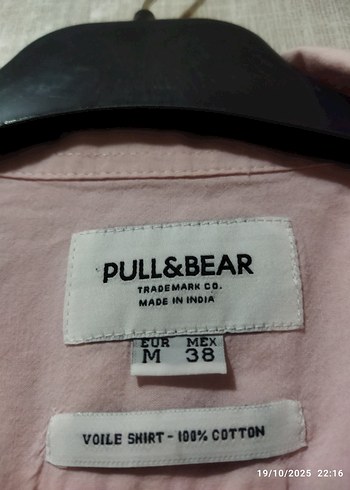 PULL&BEAR
TRADEMARK CO.
MADE IN INDIA
EUR MEX
M 38
VOILE SHIRT - 100% COTTON
19/10/2025 22:16